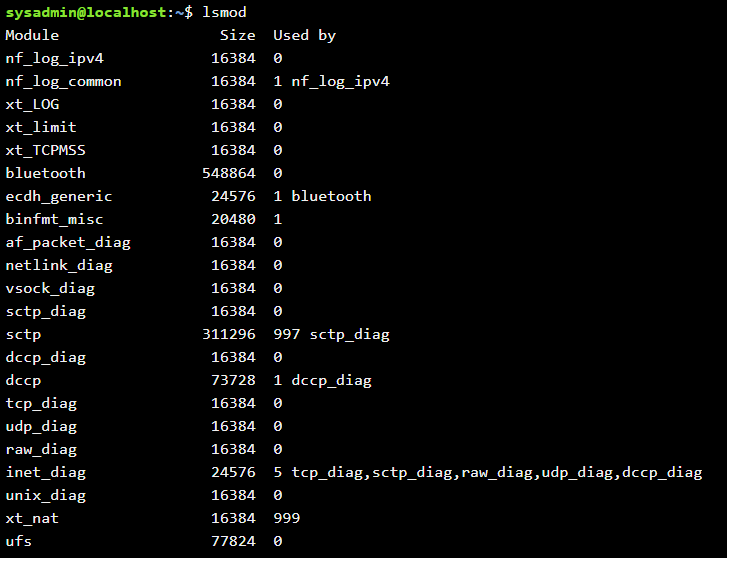 sysadmin@localhost:~$ lsmod
Module                  Size  Used by
nf_log_ipv4            16384  0
nf_log_common          16384  1 nf_log_ipv4
xt_LOG                 16384  0
xt_limit               16384  0
xt_TCPMSS              16384  0
bluetooth             548864  0
ecdh_generic           24576  1 bluetooth
binfmt_misc            20480  1
af_packet_diag         16384  0
netlink_diag           16384  0
vsock_diag             16384  0
sctp_diag              16384  0
sctp                  311296  997 sctp_diag
dccp_diag              16384  0
dccp                   73728  1 dccp_diag
tcp_diag               16384  0
udp_diag               16384  0
raw_diag               16384  0
inet_diag              24576  5 tcp_diag,sctp_diag,raw_diag,udp_diag,dccp_diag
unix_diag              16384  0
xt_nat                 16384  999
ufs                    77824  0